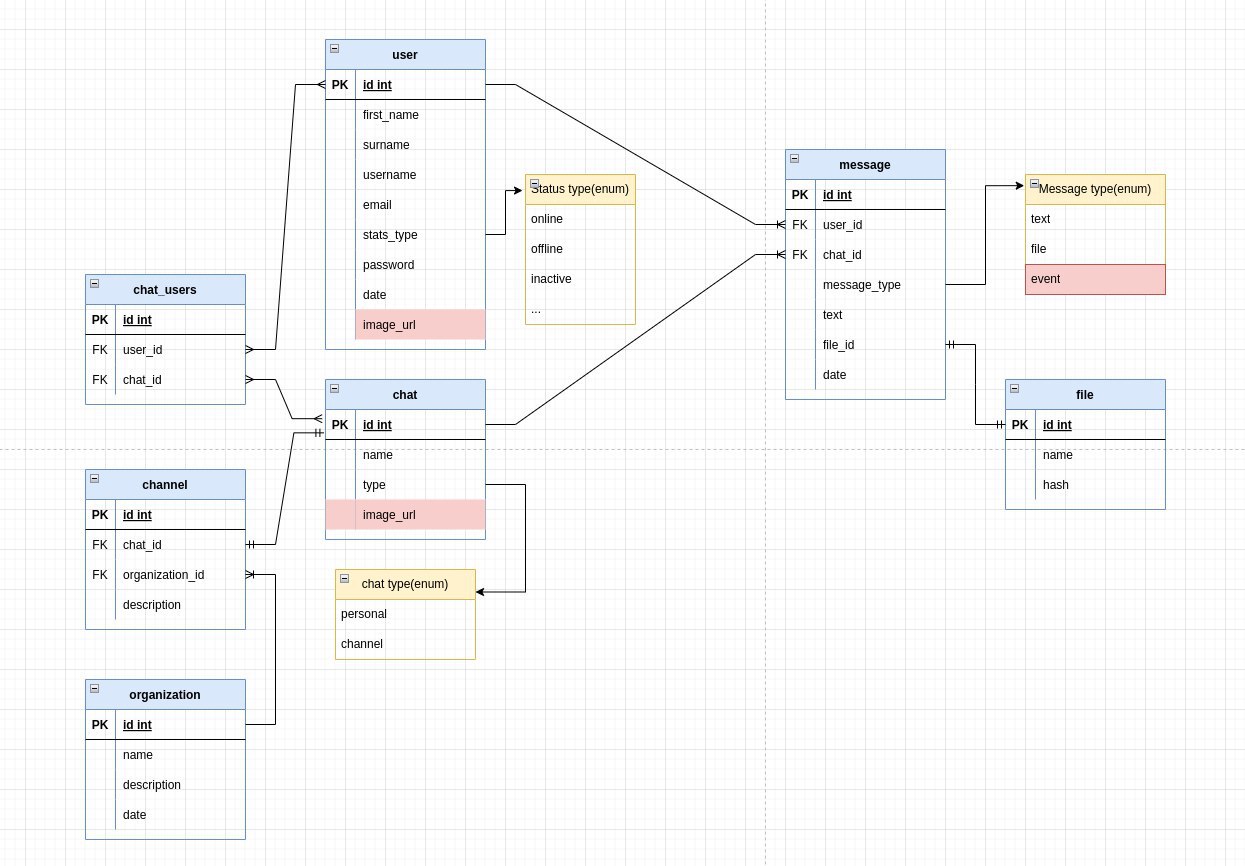 user
PK id int
first_name
surname
username
email
stats_type
password
date
image_url
Status type(enum)
online
offline
inactive
...
message
PK id int
FK user_id
FK chat_id
message_type
text
file_id
date
Message type(enum)
text
file
event
chat_users
PK id int
FK user_id
FK chat_id
chat
PK id int
name
type
image_url
file
PK id int
name
hash
channel
PK id int
FK chat_id
FK organization_id
description
chat type(enum)
personal
channel
organization
PK id int
name
description
date